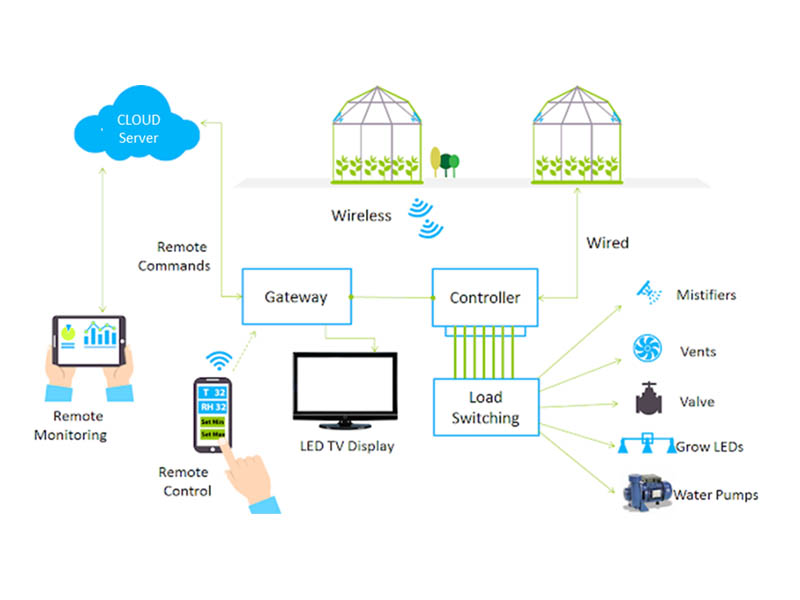 CLOUD
Server
Wireless
Wired
Remote
Commands
Gateway
Controller
Mistifiers
Vents
Valve
Grow LEDs
Water Pumps
Load
Switching
LED TV Display
T 32
RH 32
Set Min
Set Max
Remote
Monitoring
Remote
Control